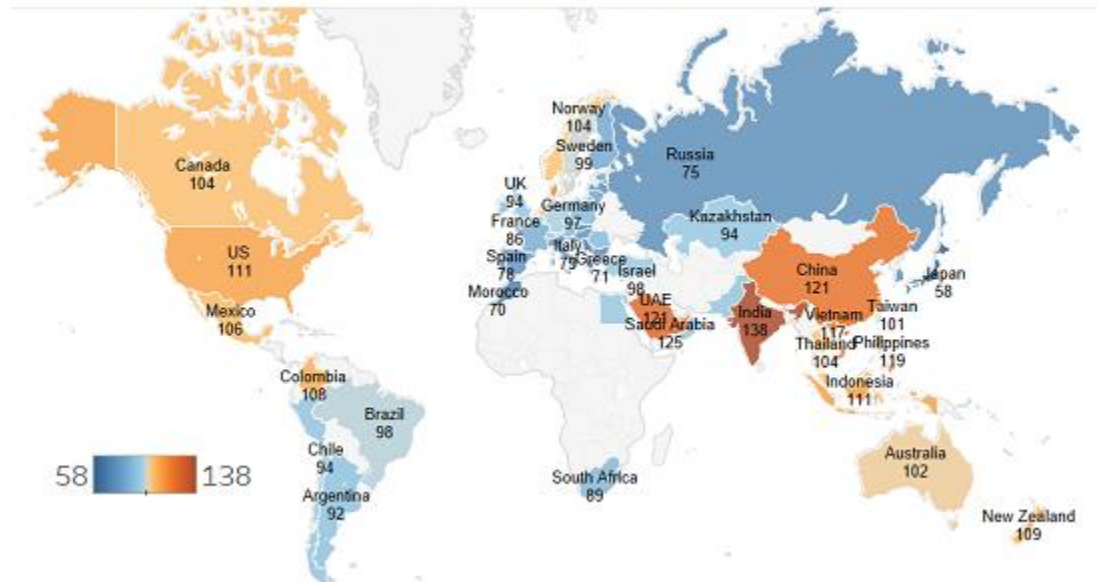 Norway
104
Sweden
99
Canada
104
Russia
75
UK
94
Germany
97
Kazakhstan
94
France
86
US
111
Italy
75
Greece
71
Spain
78
Israel
98
China
121
Japan
58
Morocco
70
Mexico
106
UAE
121
India
138
Vietnam
117
Taiwan
101
Saudi Arabia
125
Thailand
104
Philippines
119
Colombia
108
Indonesia
111
Brazil
98
Chile
94
Australia
102
58
138
South Africa
89
Argentina
92
New Zealand
109